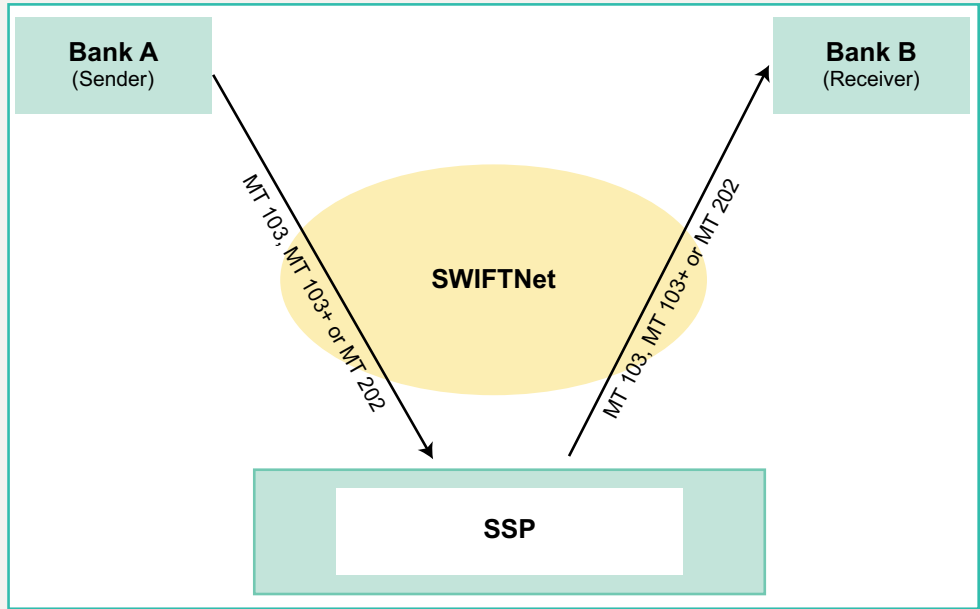 Bank A
(Sender)
Bank B
(Receiver)
MT 103, MT 103+ or MT 202
MT 103, MT 103+ or MT 202
SWIFTNet
SSP